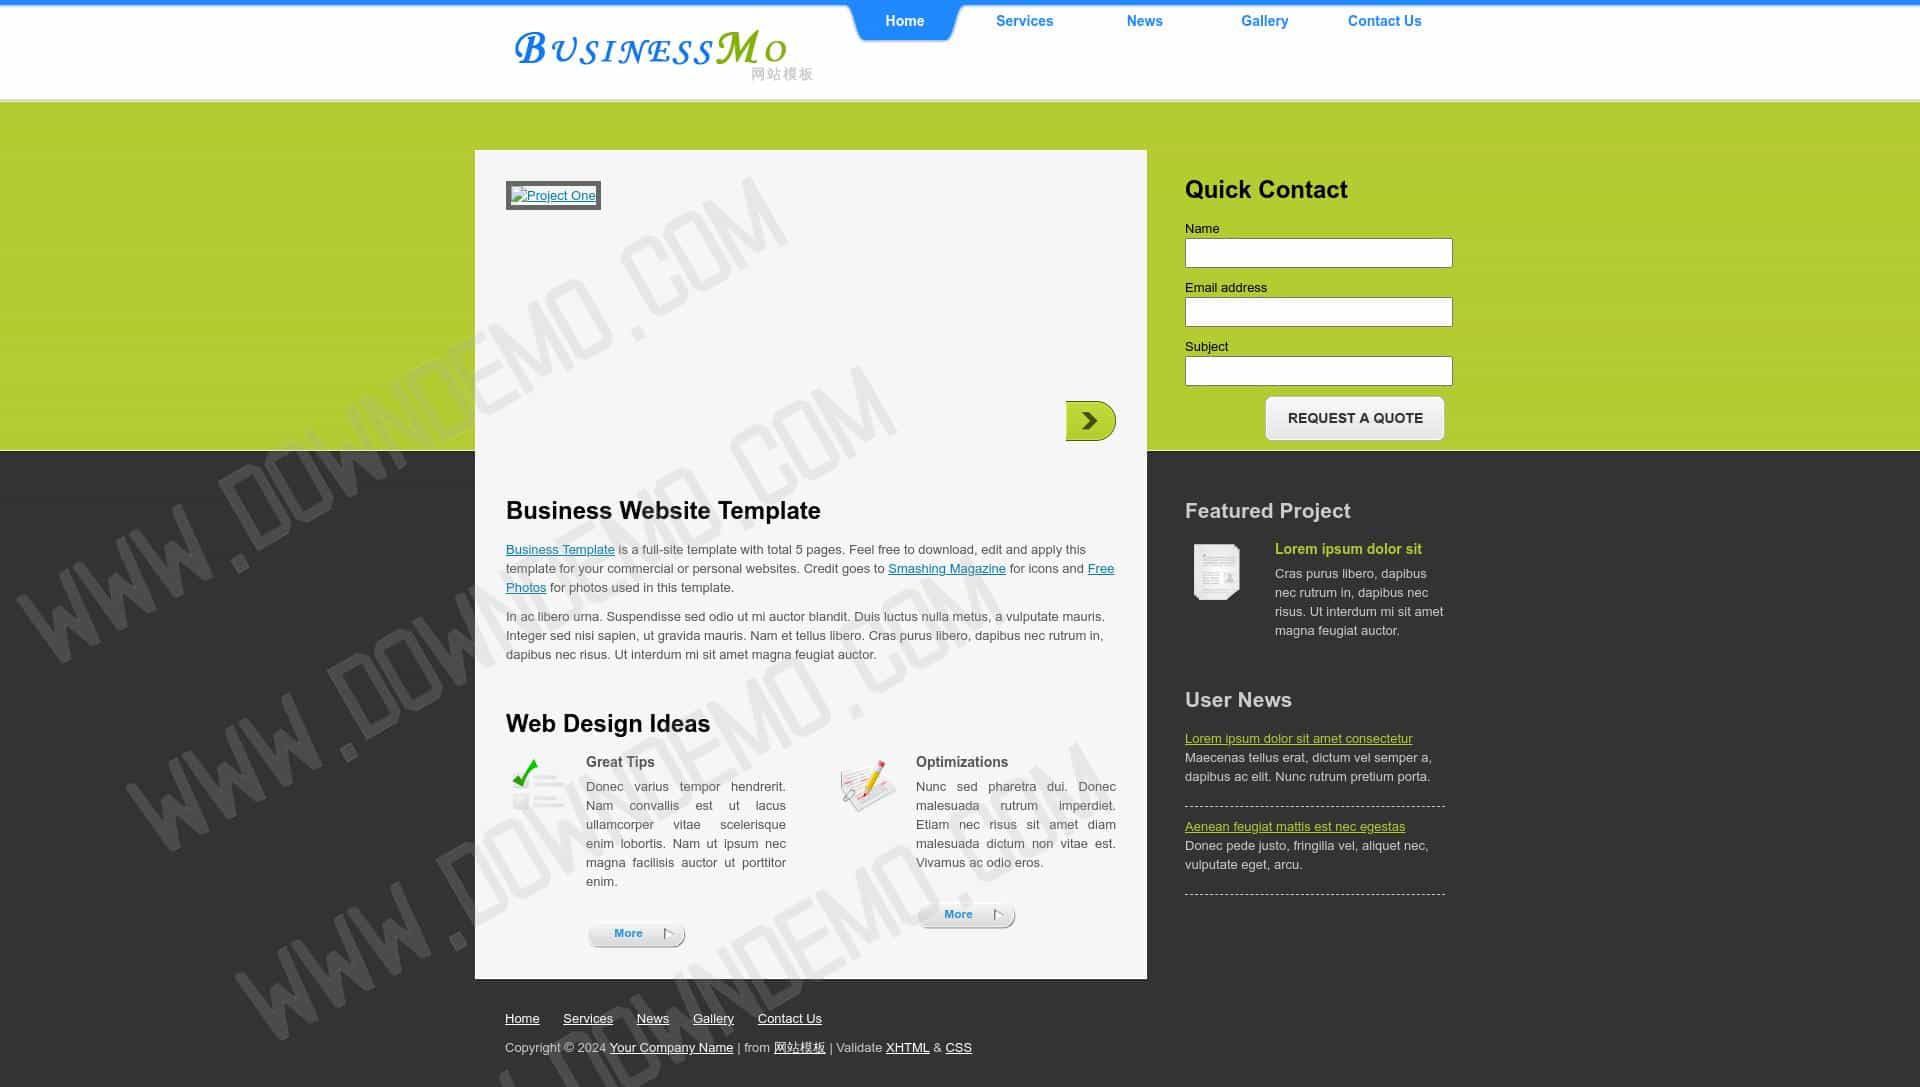 Home
Services
News
Gallery
Contact Us
BUSINESSMO
网站模板
Project One
Quick Contact
Name
Email address
Subject
REQUEST A QUOTE
Business Website Template
Business Template is a full-site template with total 5 pages. Feel free to download, edit and apply this
template for your commercial or personal websites. Credit goes to Smashing Magazine for icons and Free
Photos for photos used in this template.
In ac libero urna. Suspendisse sed odio ut mi auctor blandit. Duis luctus nulla metus, a vulputate mauris.
Integer sed nisi sapien, ut gravida mauris. Nam et tellus libero. Cras purus libero, dapibus nec rutrum in,
dapibus nec risus. Ut interdum mi sit amet magna feugiat auctor.
Web Design Ideas
Great Tips
Donec varius tempor hendrerit.
Nam convallis est ut lacus
ullamcorper vitae scelerisque
enim lobortis. Nam ut ipsum nec
magna facilisis auctor ut porttitor
enim.
More
Optimizations
Nunc sed pharetra dui. Donec
malesuada rutrum imperdiet.
Etiam nec risus sit amet diam
malesuada dictum non vitae est.
Vivamus ac odio eros.
More
Featured Project
Lorem ipsum dolor sit
Cras purus libero, dapibus
nec rutrum in, dapibus nec
risus. Ut interdum mi sit amet
magna feugiat auctor.
User News
Lorem ipsum dolor sit amet consectetur
Maecenas tellus erat, dictum vel semper a,
dapibus ac elit. Nunc rutrum pretium porta.
Aenean feugiat mattis est nec egestas
Donec pede justo, fringilla vel, aliquet nec,
vulputate eget, arcu.
Home Services News Gallery Contact Us
Copyright © 2024 Your Company Name | from 网站模板 | Validate XHTML & CSS
WWW.DOWNDEMO.COM
WWW.DOWNDEMO.COM
WWW.DOWNDEMO.COM
.DOWNDEMO.COM